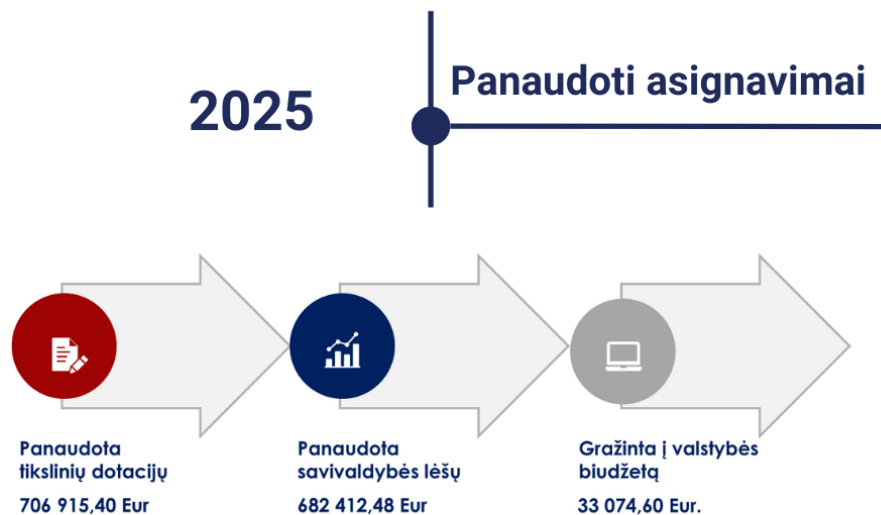 2025
Panaudoti asignavimai
Panaudota
tikslinių dotacijų
706 915,40 Eur
Panaudota
savivaldybės lėšų
682 412,48 Eur
Gražinta į valstybės
biudžetą
33 074,60 Eur.